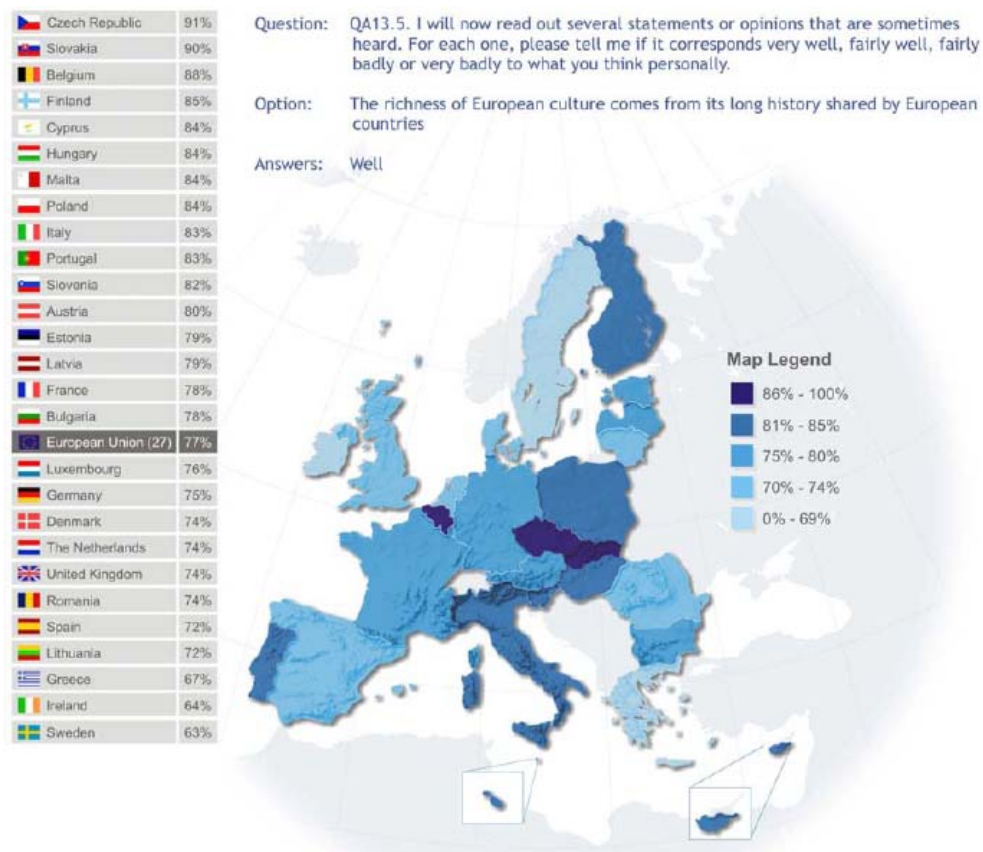 Czech Republic 91%
Slovakia 90%
Belgium 88%
Finland 85%
Cyprus 84%
Hungary 84%
Malta 84%
Poland 84%
Italy 83%
Portugal 83%
Slovenia 82%
Austria 80%
Estonia 79%
Latvia 79%
France 78%
Bulgaria 78%
European Union (27) 77%
Luxembourg 76%
Germany 75%
Denmark 74%
The Netherlands 74%
United Kingdom 74%
Romania 74%
Spain 72%
Lithuania 72%
Greece 67%
Ireland 64%
Sweden 63%
Question: QA13.5. I will now read out several statements or opinions that are sometimes
heard. For each one, please tell me if it corresponds very well, fairly well, fairly
badly or very badly to what you think personally.
Option: The richness of European culture comes from its long history shared by European
countries
Answers: Well
Map Legend
86% - 100%
81% - 85%
75% - 80%
70% - 74%
0% - 69%